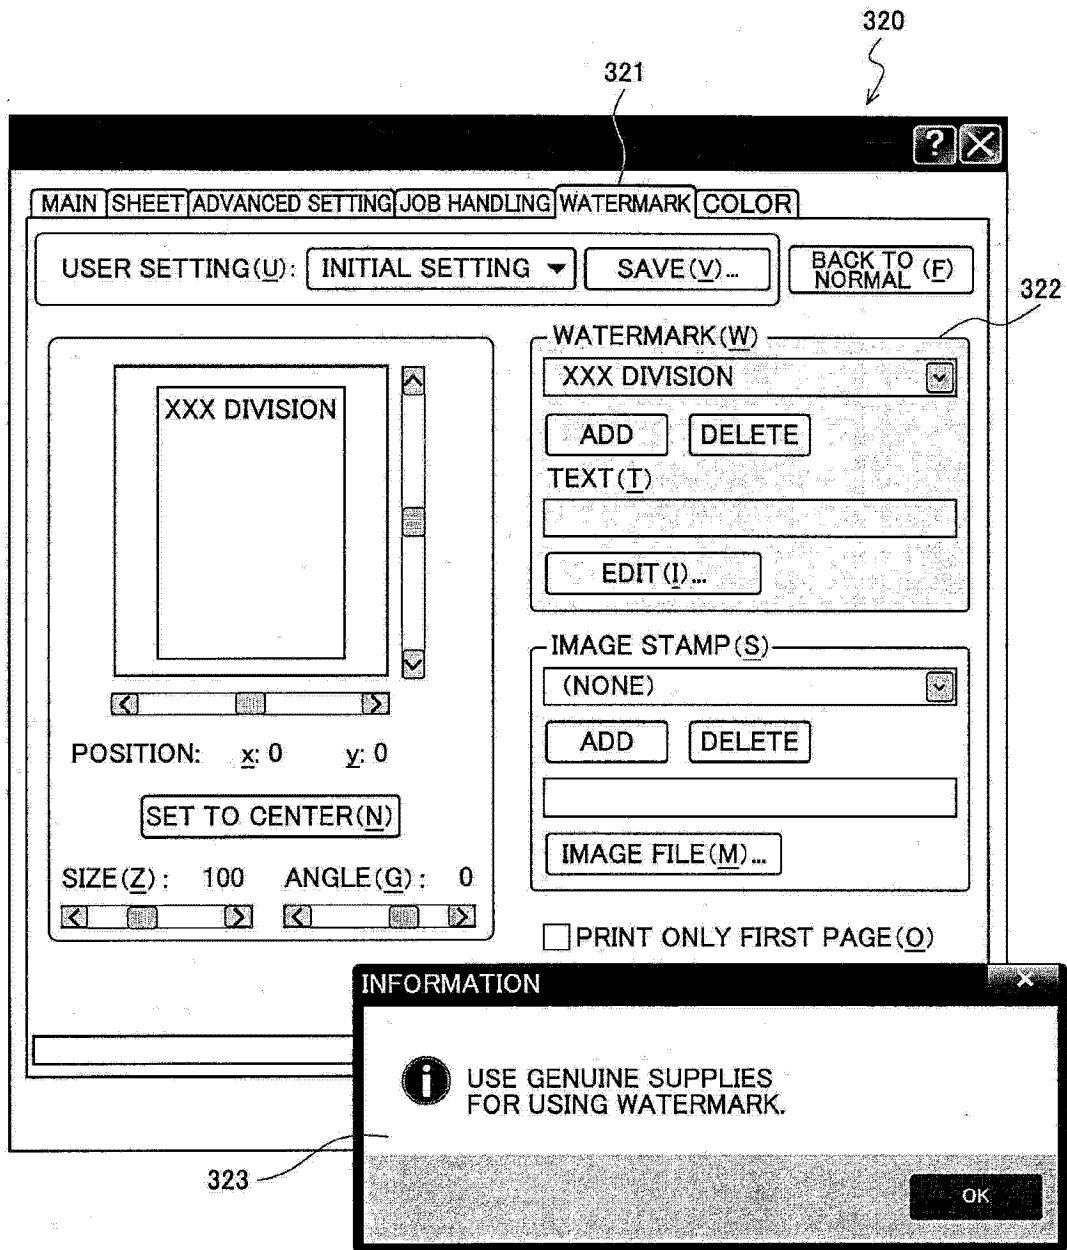 320
321
?
MAIN SHEET ADVANCED SETTING JOB HANDLING WATERMARK COLOR
USER SETTING(U): INITIAL SETTING SAVE(V)... BACK TO NORMAL (F)
322
XXX DIVISION
POSITION: x: 0 y: 0
SET TO CENTER(N)
SIZE(Z): 100 ANGLE(G): 0
WATERMARK(W)
XXX DIVISION
ADD DELETE
TEXT(T)
EDIT(I)...
IMAGE STAMP(S)
(NONE)
ADD DELETE
IMAGE FILE(M)...
PRINT ONLY FIRST PAGE(O)
INFORMATION
i
USE GENUINE SUPPLIES
FOR USING WATERMARK.
323
OK